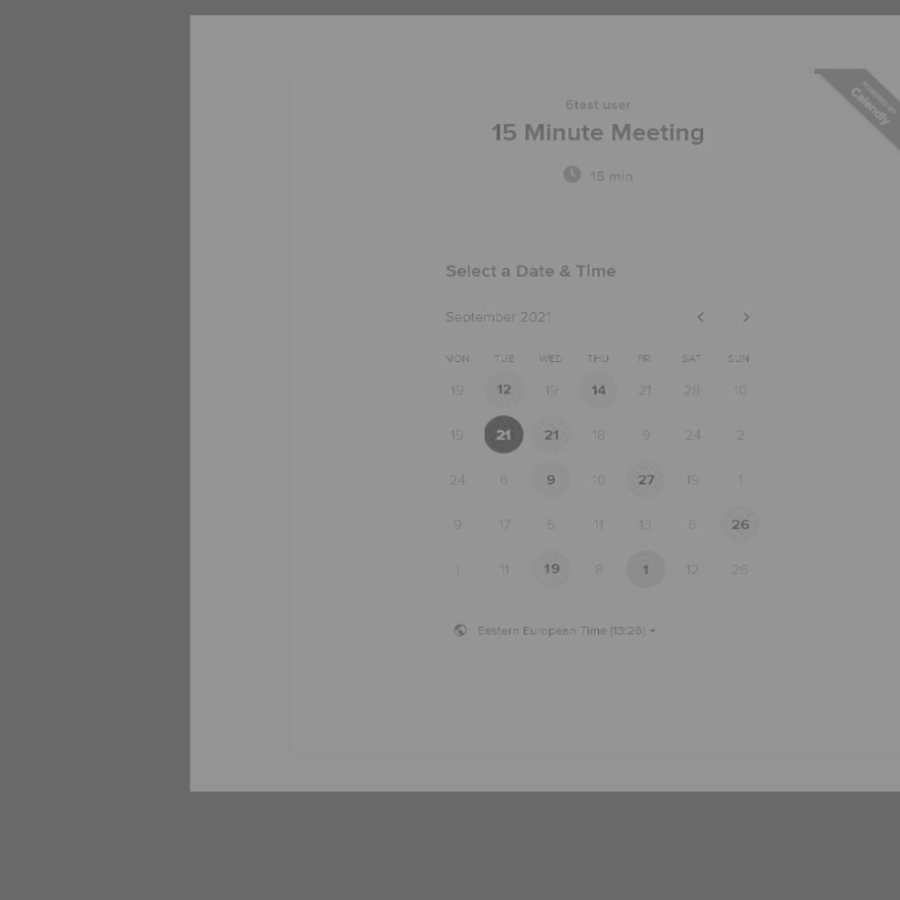 6test user
15 Minute Meeting
15 min
POWERED BY
Calendly
Select a Date & Time
September 2021
MON TUE WED THU FRI SAT SUN
19 12 19 14 21 28 10
19 21 21 18 9 24 2
24 6 9 10 27 19 1
9 17 5 11 13 6 26
1 11 19 8 1 12 26
Eestern Europeen Time (13:26)